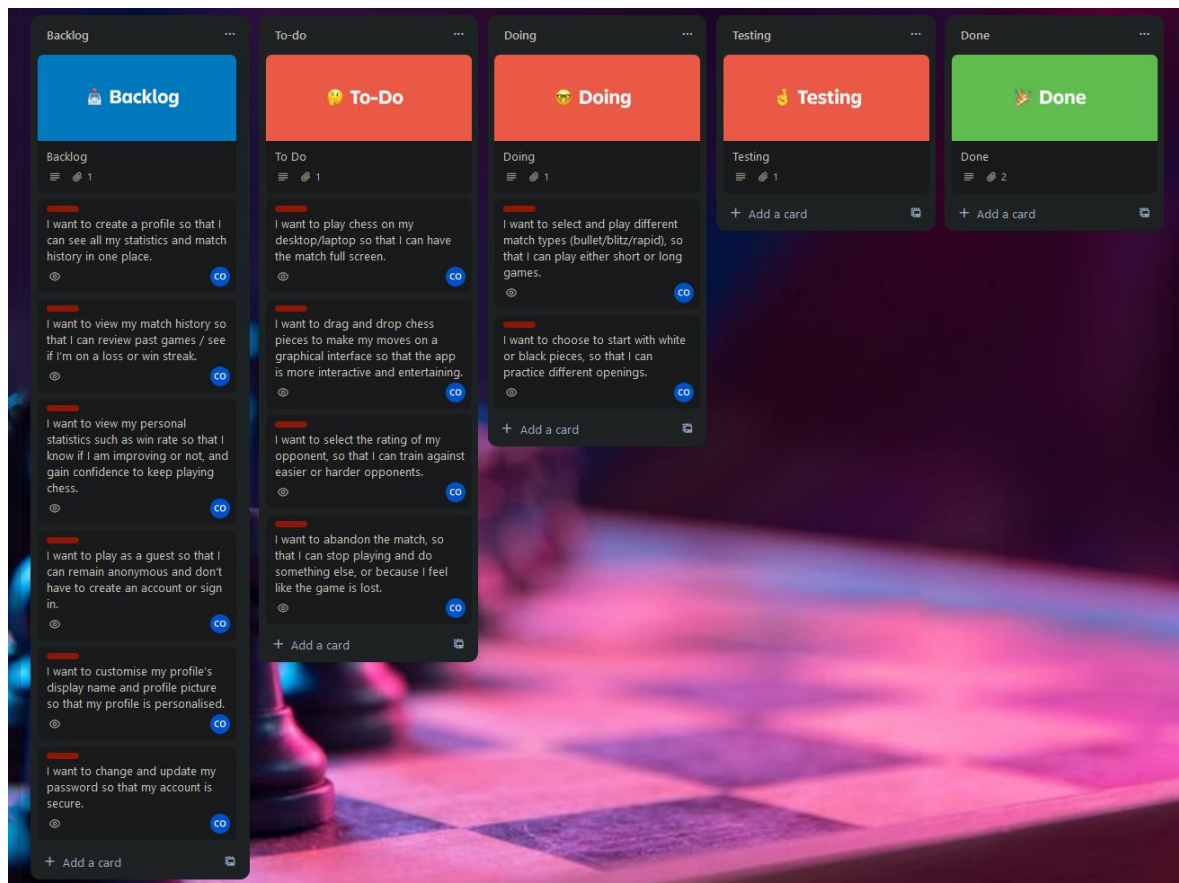 Backlog
Backlog
Backlog
1
I want to create a profile so that I
can see all my statistics and match
history in one place.
CO
I want to view my match history so
that I can review past games / see
if I'm on a loss or win streak.
CO
I want to view my personal
statistics such as win rate so that I
know if I am improving or not, and
gain confidence to keep playing
chess.
CO
I want to play as a guest so that I
can remain anonymous and don't
have to create an account or sign
in.
CO
I want to customise my profile's
display name and profile picture
so that my profile is personalised.
CO
I want to change and update my
password so that my account is
secure.
CO
+ Add a card
To-do
To-Do
To Do
1
I want to play chess on my
desktop/laptop so that I can have
the match full screen.
CO
I want to drag and drop chess
pieces to make my moves on a
graphical interface so that the app
is more interactive and entertaining.
CO
I want to select the rating of my
opponent, so that I can train against
easier or harder opponents.
CO
I want to abandon the match, so
that I can stop playing and do
something else, or because I feel
like the game is lost.
CO
+ Add a card
Doing
Doing
Doing
1
I want to select and play different
match types (bullet/blitz/rapid), so
that I can play either short or long
games.
CO
I want to choose to start with white
or black pieces, so that I can
practice different openings.
CO
+ Add a card
Testing
Testing
Testing
1
+ Add a card
Done
Done
Done
2
+ Add a card